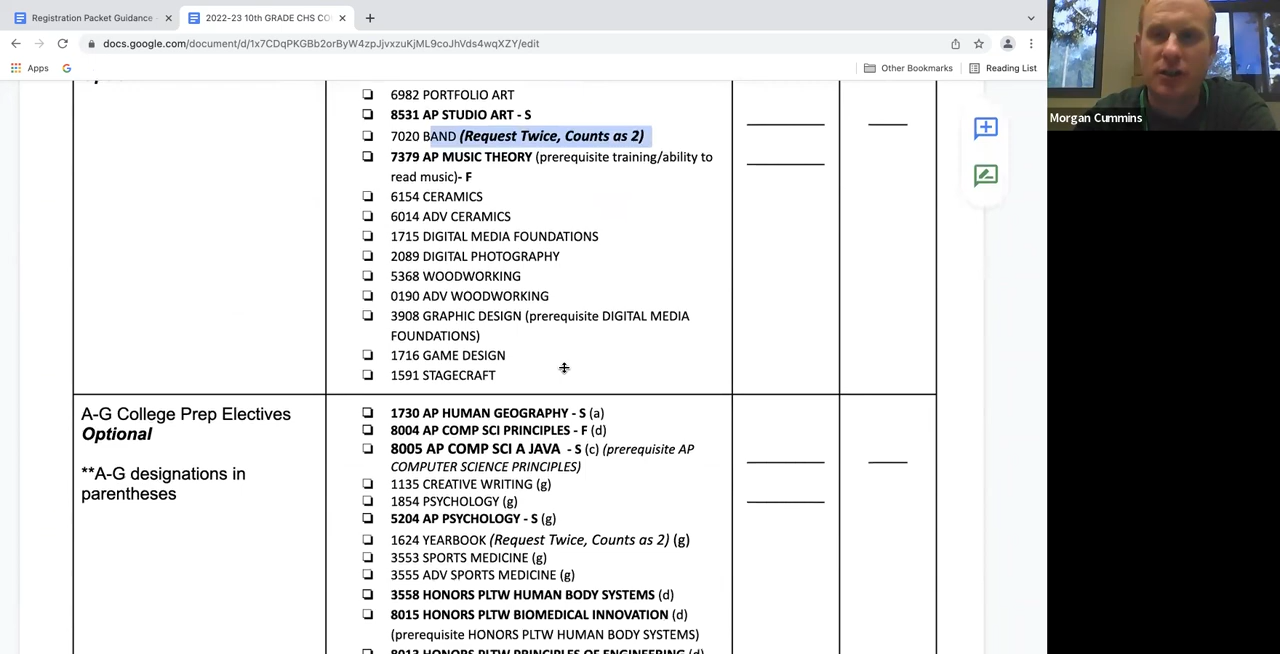 Registration Packet Guidance
2022-23 10th GRADE CHS CO
docs.google.com/document/d/1x7CDqPKGBb2orByW4zpJjvxzuKjML9coJhVds4wqXZY/edit
Apps
Other Bookmarks
Reading List
Morgan Cummins
6982 PORTFOLIO ART
8531 AP STUDIO ART - S
7020 BAND (Request Twice, Counts as 2)
7379 AP MUSIC THEORY (prerequisite training/ability to
read music)- F
6154 CERAMICS
6014 ADV CERAMICS
1715 DIGITAL MEDIA FOUNDATIONS
2089 DIGITAL PHOTOGRAPHY
5368 WOODWORKING
0190 ADV WOODWORKING
3908 GRAPHIC DESIGN (prerequisite DIGITAL MEDIA
FOUNDATIONS)
1716 GAME DESIGN
1591 STAGECRAFT
A-G College Prep Electives
Optional
**A-G designations in
parentheses
1730 AP HUMAN GEOGRAPHY - S (a)
8004 AP COMP SCI PRINCIPLES - F (d)
8005 AP COMP SCI A JAVA - S (c) (prerequisite AP
COMPUTER SCIENCE PRINCIPLES)
1135 CREATIVE WRITING (g)
1854 PSYCHOLOGY (g)
5204 AP PSYCHOLOGY - S (g)
1624 YEARBOOK (Request Twice, Counts as 2) (g)
3553 SPORTS MEDICINE (g)
3555 ADV SPORTS MEDICINE (g)
3558 HONORS PLTW HUMAN BODY SYSTEMS (d)
8015 HONORS PLTW BIOMEDICAL INNOVATION (d)
(prerequisite HONORS PLTW HUMAN BODY SYSTEMS)
8013 HONORS PLTW PRINCIPLES OF ENGINEERING (d)